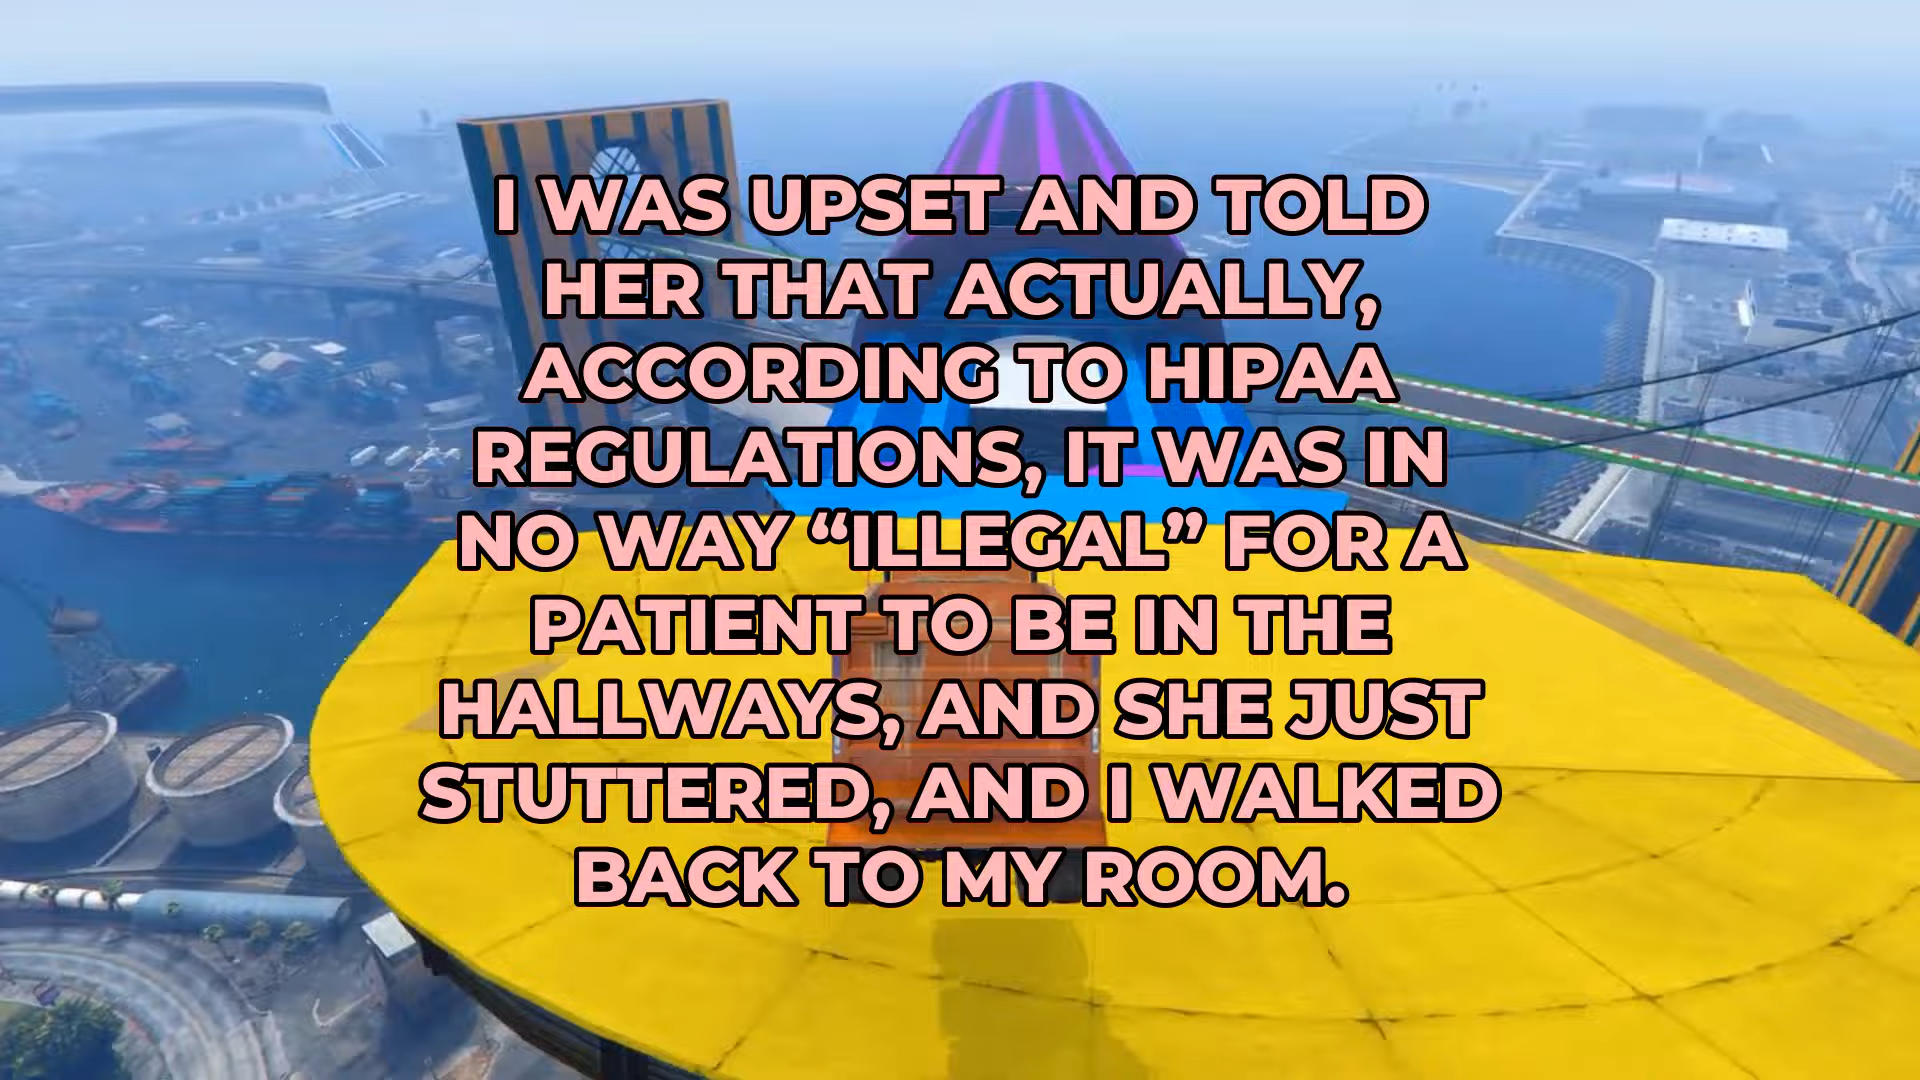 I WAS UPSET AND TOLD
HER THAT ACTUALLY,
ACCORDING TO HIPAA
REGULATIONS, IT WAS IN
NO WAY “ILLEGAL” FOR A
PATIENT TO BE IN THE
HALLWAYS, AND SHE JUST
STUTTERED, AND I WALKED
BACK TO MY ROOM.